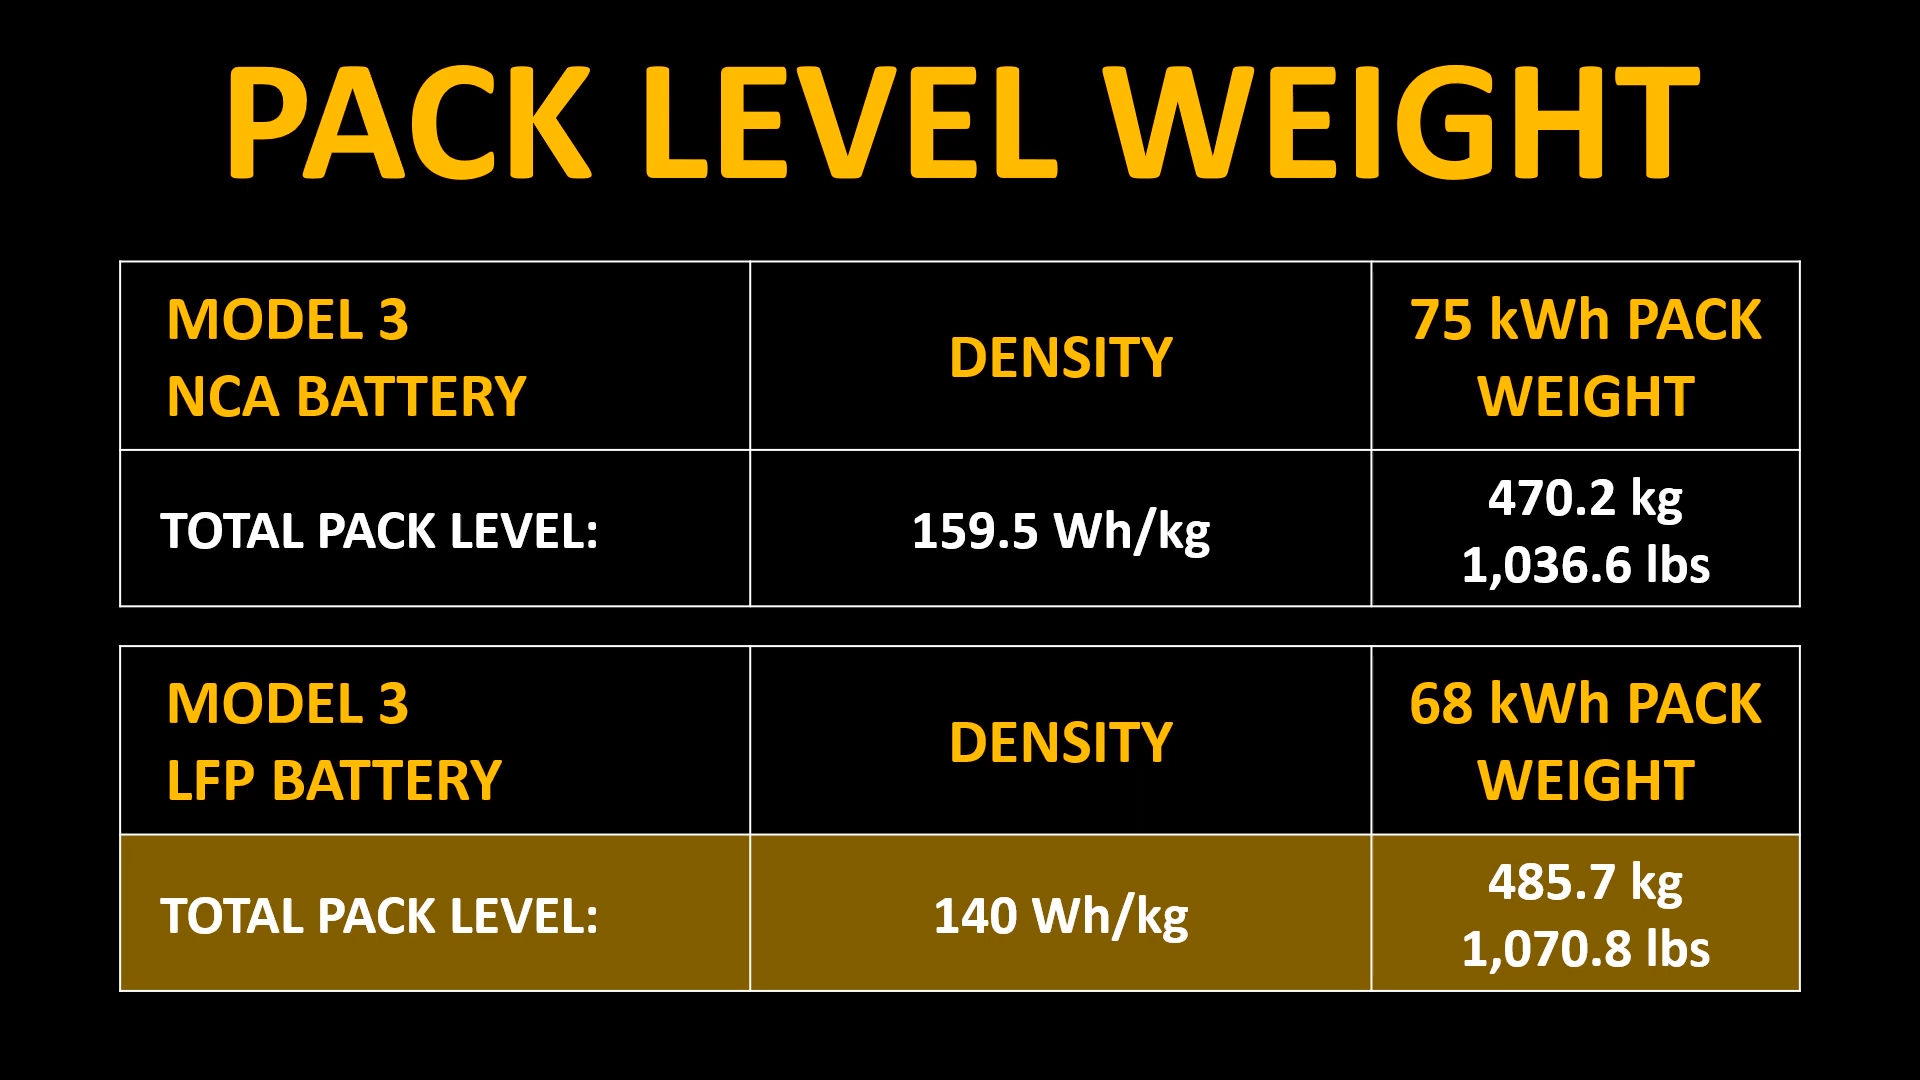 PACK LEVEL WEIGHT
MODEL 3
NCA BATTERY
DENSITY
75 kWh PACK
WEIGHT
TOTAL PACK LEVEL:
159.5 Wh/kg
470.2 kg
1,036.6 lbs
MODEL 3
LFP BATTERY
DENSITY
68 kWh PACK
WEIGHT
TOTAL PACK LEVEL:
140 Wh/kg
485.7 kg
1,070.8 lbs